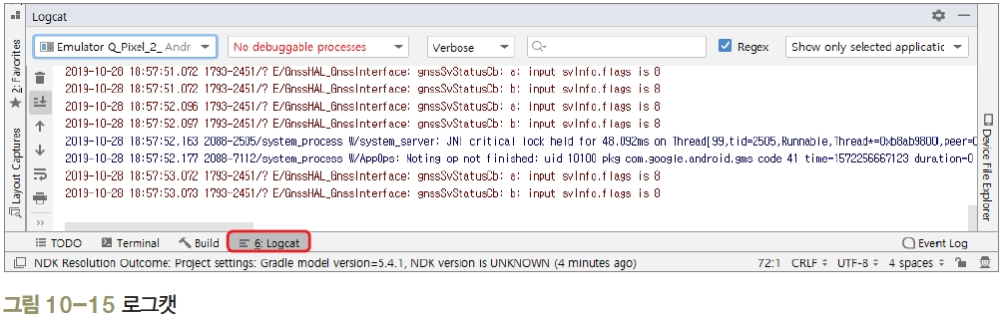 Logcat
Emulator Q_Pixel_2_ Andr
No debuggable processes
Verbose
Regex
Show only selected applicatic
2: Favorites
Layout Captures
Device File Explorer
2019-10-28 18:57:51.072 1793-2451/? E/GnssHAL_GnssInterface: gnssSvStatusCb: a: input svInfo.flags is 8
2019-10-28 18:57:51.072 1793-2451/? E/GnssHAL_GnssInterface: gnssSvStatusCb: b: input svInfo.flags is 8
2019-10-28 18:57:52.096 1793-2451/? E/GnssHAL_GnssInterface: gnssSvStatusCb: a: input svInfo.flags is 8
2019-10-28 18:57:52.097 1793-2451/? E/GnssHAL_GnssInterface: gnssSvStatusCb: b: input svInfo.flags is 8
2019-10-28 18:57:52.163 2088-2505/system_process W/system_server: JNI critical lock held for 48.092ms on Thread[99,tid=2505,Runnable,Thread*=0xb8ab9800,peer=
2019-10-28 18:57:52.177 2088-7112/system_process W/AppOps: Noting op not finished: uid 10100 pkg com.google.android.gms code 41 time=1572256667123 duration=0
2019-10-28 18:57:53.072 1793-2451/? E/GnssHAL_GnssInterface: gnssSvStatusCb: a: input svInfo.flags is 8
2019-10-28 18:57:53.073 1793-2451/? E/GnssHAL_GnssInterface: gnssSvStatusCb: b: input svInfo.flags is 8
TODO
Terminal
Build
6: Logcat
Event Log
NDK Resolution Outcome: Project settings: Gradle model version=5.4.1, NDK version is UNKNOWN (4 minutes ago)
72:1
CRLF
UTF-8
4 spaces
그림 10-15 로그캣